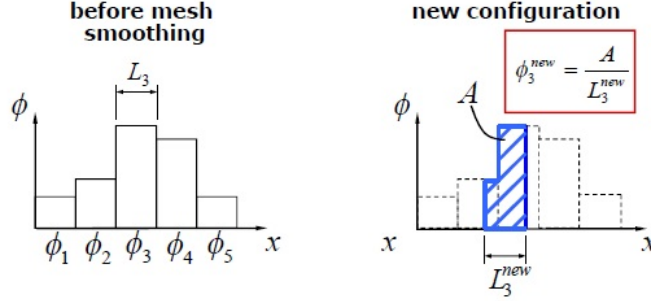 before mesh
smoothing
new configuration
L₃
ϕ
ϕ₁ ϕ₂ ϕ₃ ϕ₄ ϕ₅ x
ϕ₃ⁿᵉʷ = A / L₃ⁿᵉʷ
ϕ
A
x
x
L₃ⁿᵉʷ